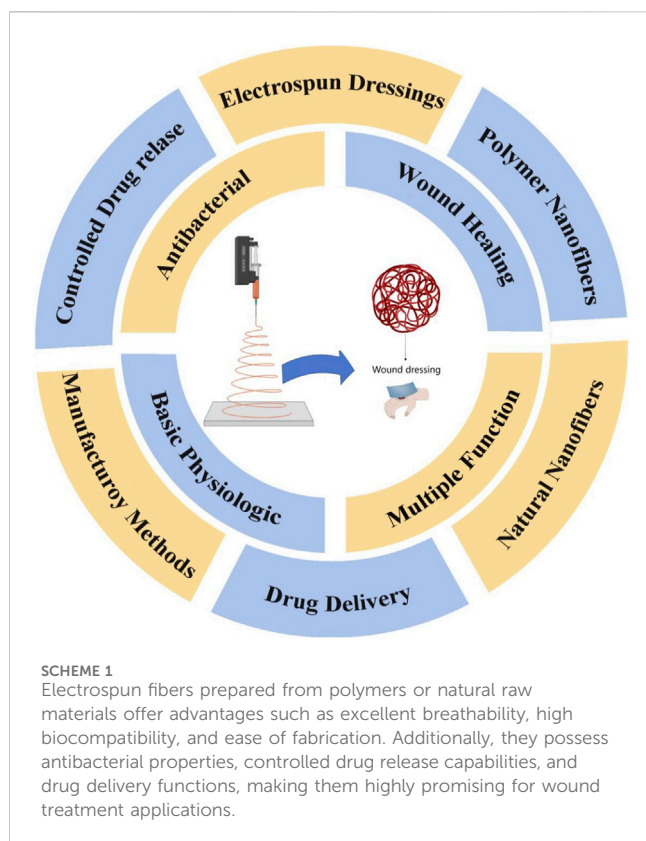 Electrospun Dressings
Polymer Nanofibers
Natural Nanofibers
Drug Delivery
Manufacturoy Methods
Controlled Drug relase
Antibacterial
Wound Healing
Multiple Function
Basic Physiologic
Wound dressing
SCHEME 1
Electrospun fibers prepared from polymers or natural raw
materials offer advantages such as excellent breathability, high
biocompatibility, and ease of fabrication. Additionally, they possess
antibacterial properties, controlled drug release capabilities, and
drug delivery functions, making them highly promising for wound
treatment applications.